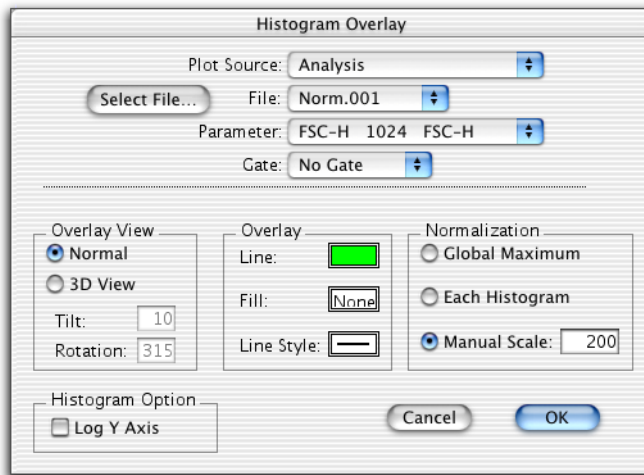 Histogram Overlay
Plot Source: Analysis
Select File... File: Norm.001
Parameter: FSC-H 1024 FSC-H
Gate: No Gate
Overlay View
Normal
3D View
Tilt: 10
Rotation: 315
Overlay
Line:
Fill: None
Line Style:
Normalization
Global Maximum
Each Histogram
Manual Scale: 200
Histogram Option
Log Y Axis
Cancel
OK